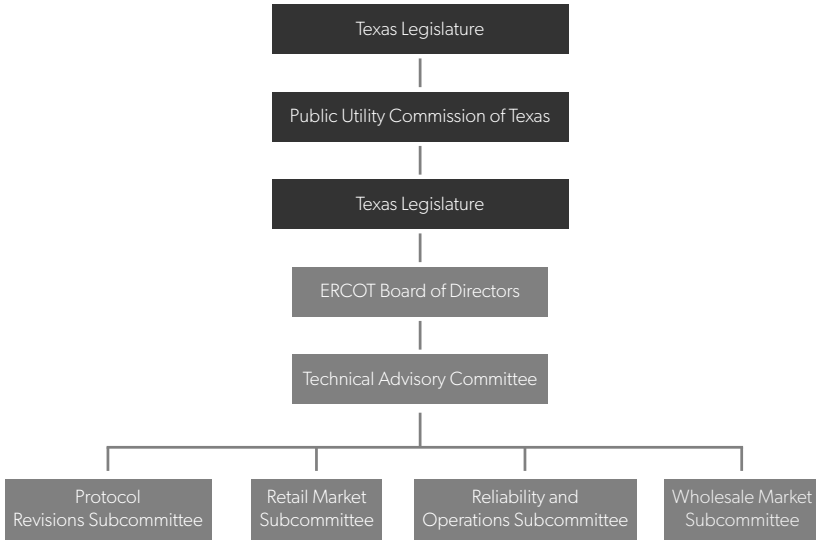 Texas Legislature
Public Utility Commission of Texas
Texas Legislature
ERCOT Board of Directors
Technical Advisory Committee
Protocol
Revisions Subcommittee
Retail Market
Subcommittee
Reliability and
Operations Subcommittee
Wholesale Market
Subcommittee